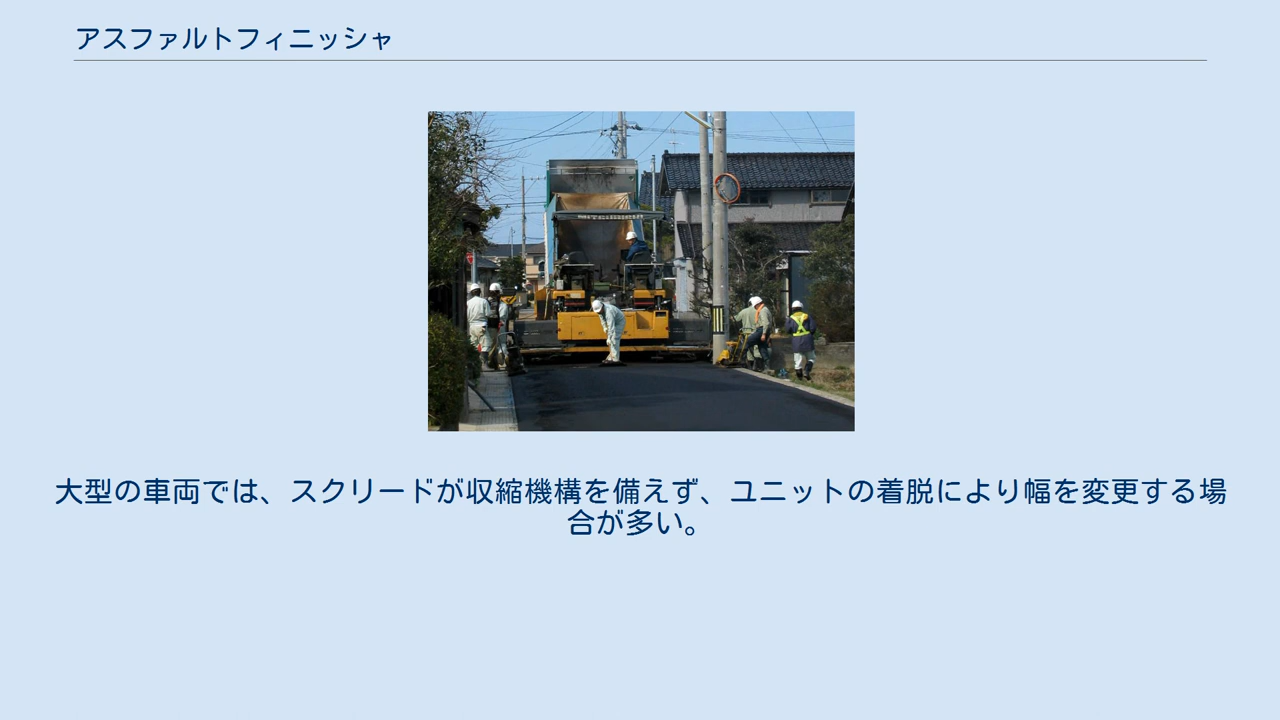 アスファルトフィニッシャ
大型の車両では、スクリードが収縮機構を備えず、ユニットの着脱により幅を変更する場
合が多い。